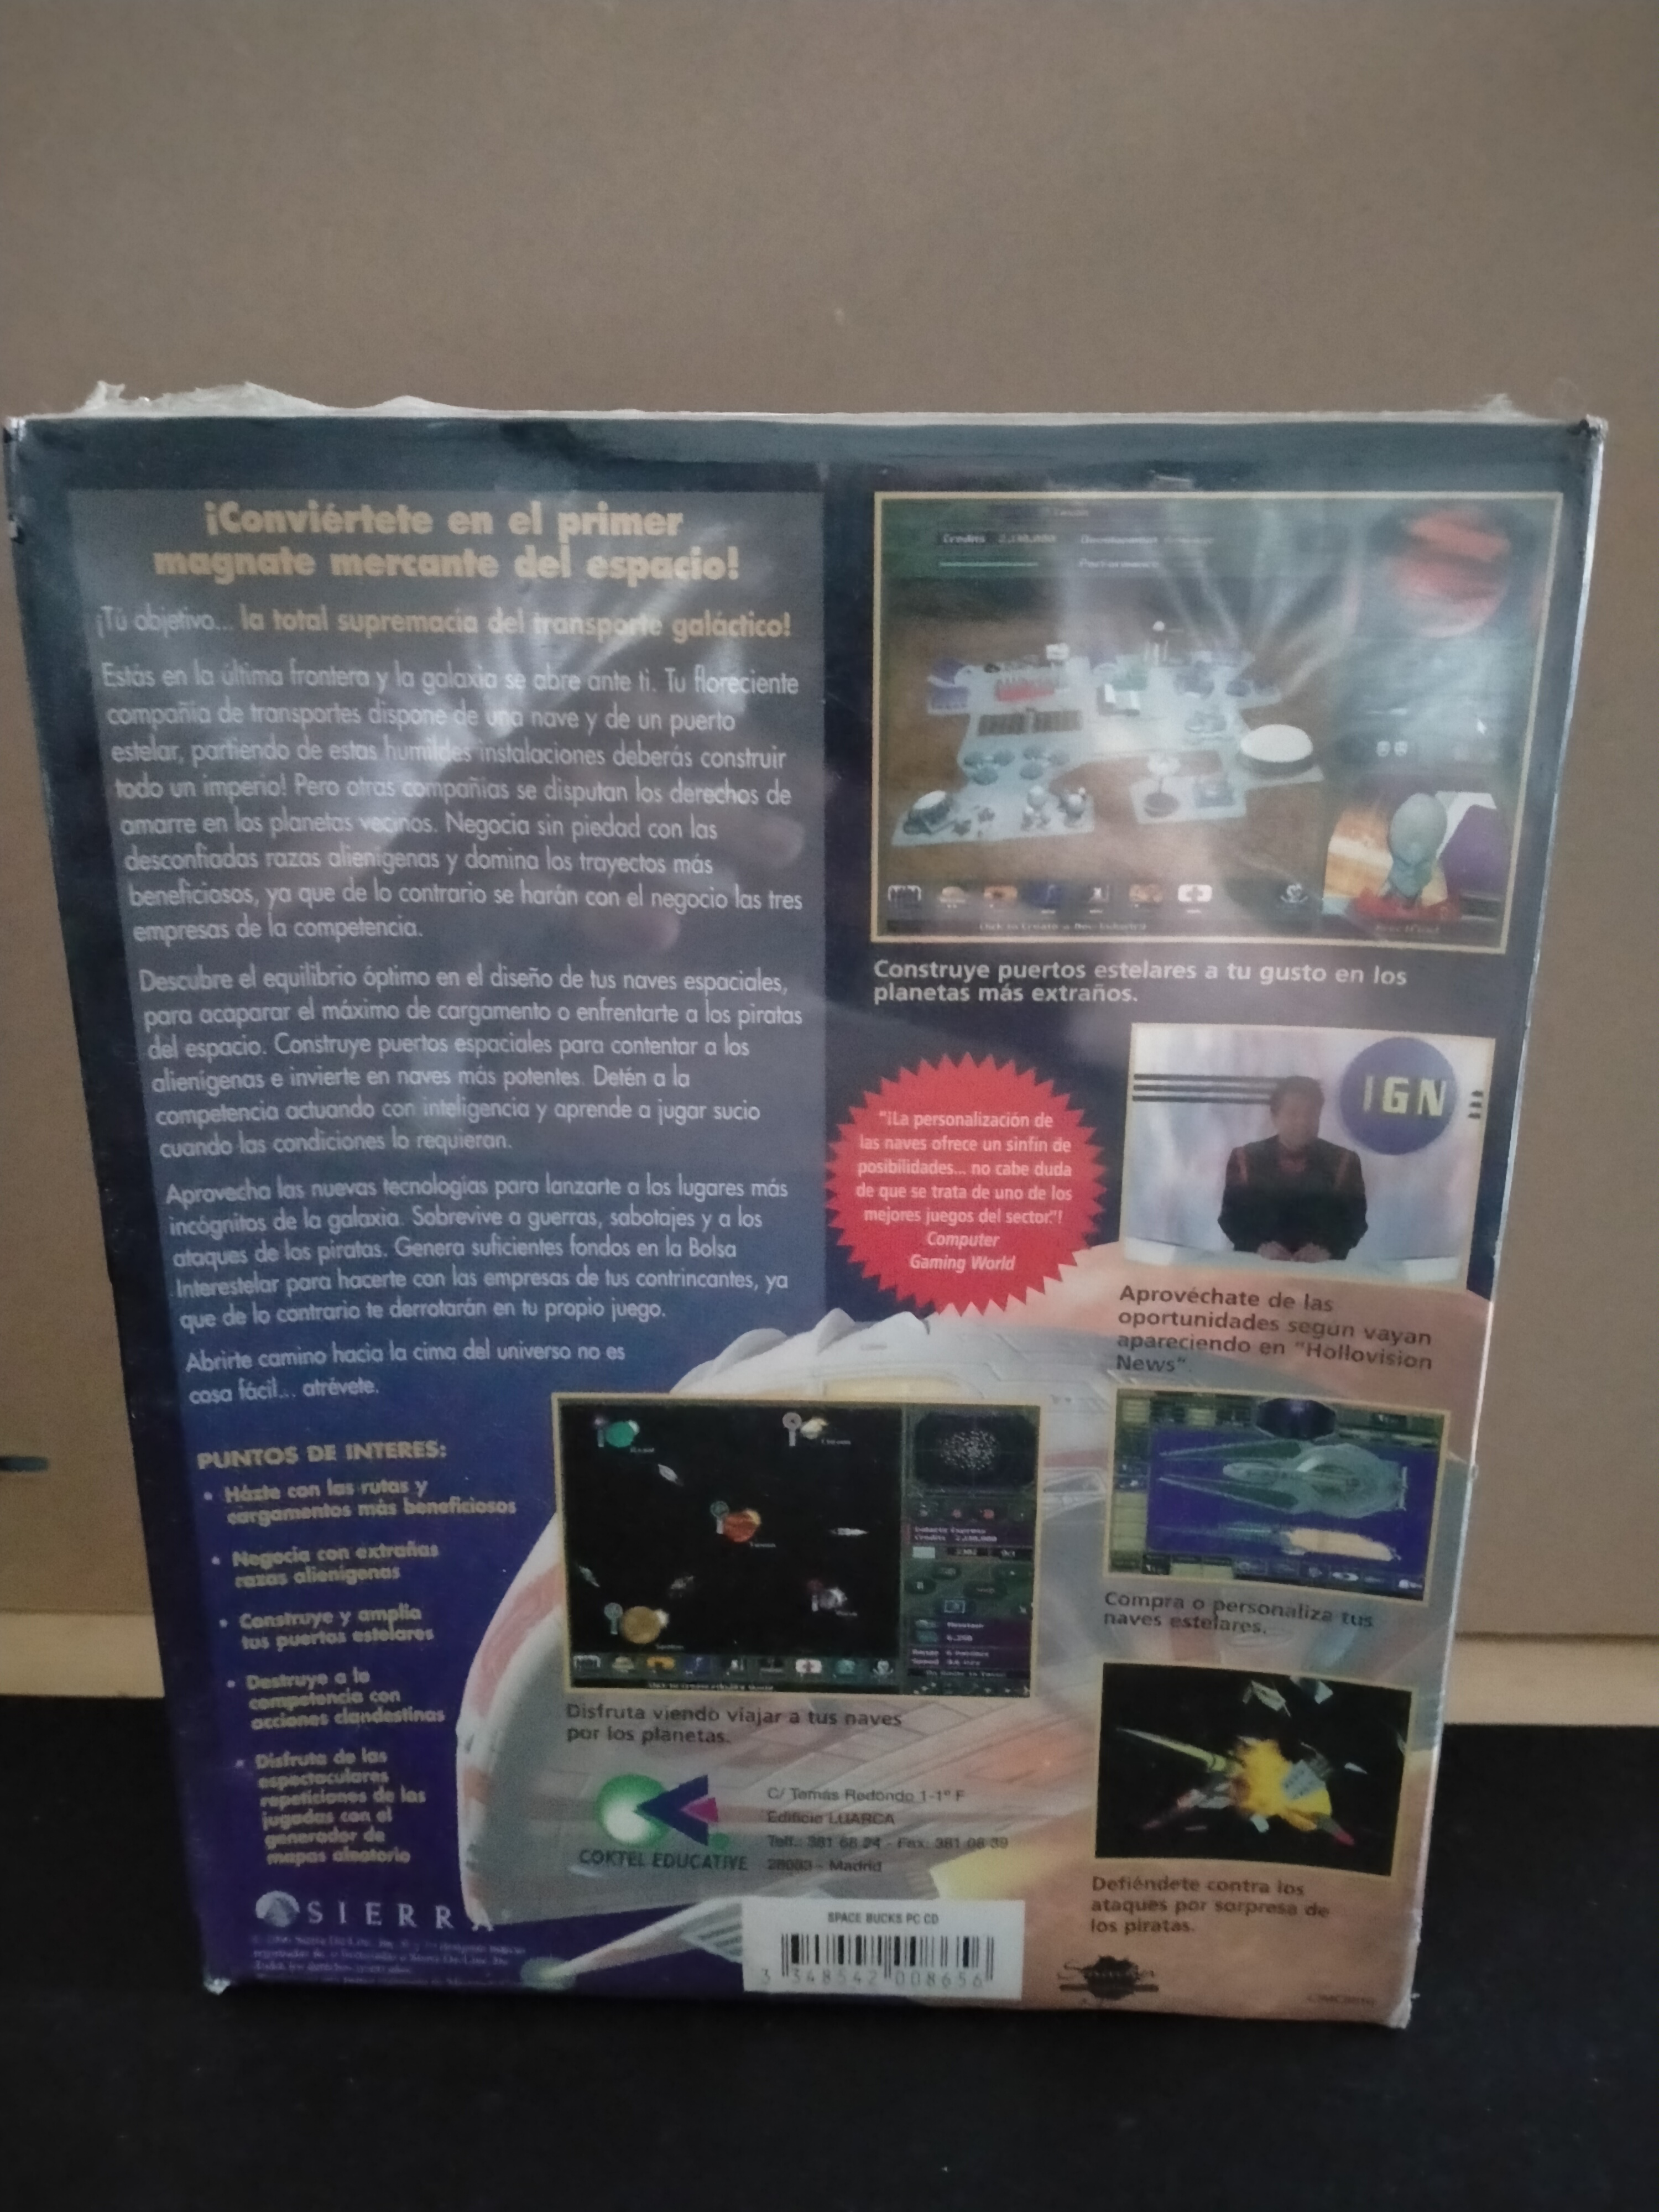 ¡Conviértete en el primer
magnate mercante del espacio!
¡Tú objetivo... la total supremacía del transporte galáctico!
Estás en la última frontera y la galaxia se abre ante ti. Tu floreciente
compañía de transportes dispone de una nave y de un puerto
estelar, partiendo de estas humildes instalaciones deberás construir
todo un imperio! Pero otras compañías se disputan los derechos de
amarre en los planetas vecinos. Negocia sin piedad con las
desconfiadas razas alienígenas y domina los trayectos más
beneficiosos, ya que de lo contrario se harán con el negocio las tres
empresas de la competencia.
Descubre el equilibrio óptimo en el diseño de tus naves espaciales,
para acaparar el máximo de cargamento o enfrentarte a los piratas
del espacio. Construye puertos espaciales para contentar a los
alienígenas e invierte en naves más potentes. Detén a la
competencia actuando con inteligencia y aprende a jugar sucio
cuando las condiciones lo requieran.
Aprovecha las nuevas tecnologías para lanzarte a los lugares más
incógnitos de la galaxia. Sobrevive a guerras, sabotajes y a los
ataques de los piratas. Genera suficientes fondos en la Bolsa
Interestelar para hacerte con las empresas de tus contrincantes, ya
que de lo contrario te derrotarán en tu propio juego.
Abrirte camino hacia la cima del universo no es
cosa fácil... atrévete.
PUNTOS DE INTERES:
• Házte con las rutas y
cargamentos más beneficiosos
• Negocia con extrañas
razas alienígenas
• Construye y amplia
tus puertos estelares
• Destruye a la
competencia con
acciones clandestinas
• Disfruta de las
espectaculares
repeticiones de las
jugadas con el
generador de
mapas aleatorio
SIERRA
Credits
Construye puertos estelares a tu gusto en los
planetas más extraños.
"¡La personalización de
las naves ofrece un sinfín de
posibilidades... no cabe duda
de que se trata de uno de los
mejores juegos del sector."!
Computer
Gaming World
IGN
Aprovéchate de las
oportunidades segun vayan
apareciendo en "Hollovision
News".
Compra o personaliza tus
naves estelares.
Disfruta viendo viajar a tus naves
por los planetas.
Defiéndete contra los
ataques por sorpresa de
los piratas.
COKTEL EDUCATIVE
C/ Tomás Redondo 1-1º F
Edificio LUARCA
Telf.: 381 68 24 - Fax: 381 08 39
28033 - Madrid
SPACE BUCKS PC CD
3 348542 008656